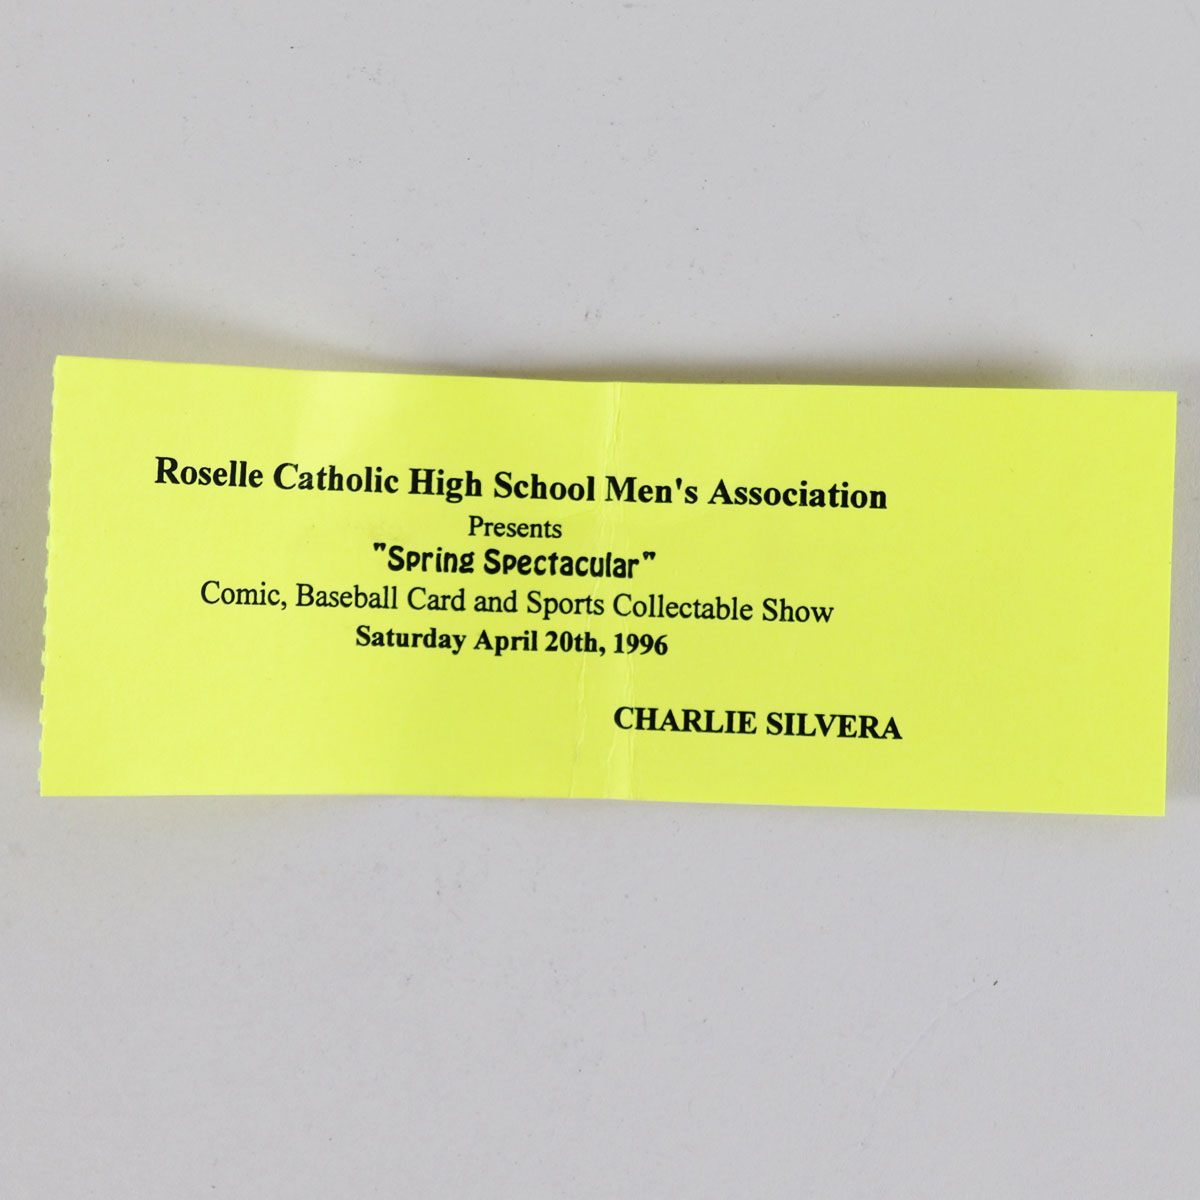 Roselle Catholic High School Men's Association
Presents
"Spring Spectacular"
Comic, Baseball Card and Sports Collectable Show
Saturday April 20th, 1996
CHARLIE SILVERA